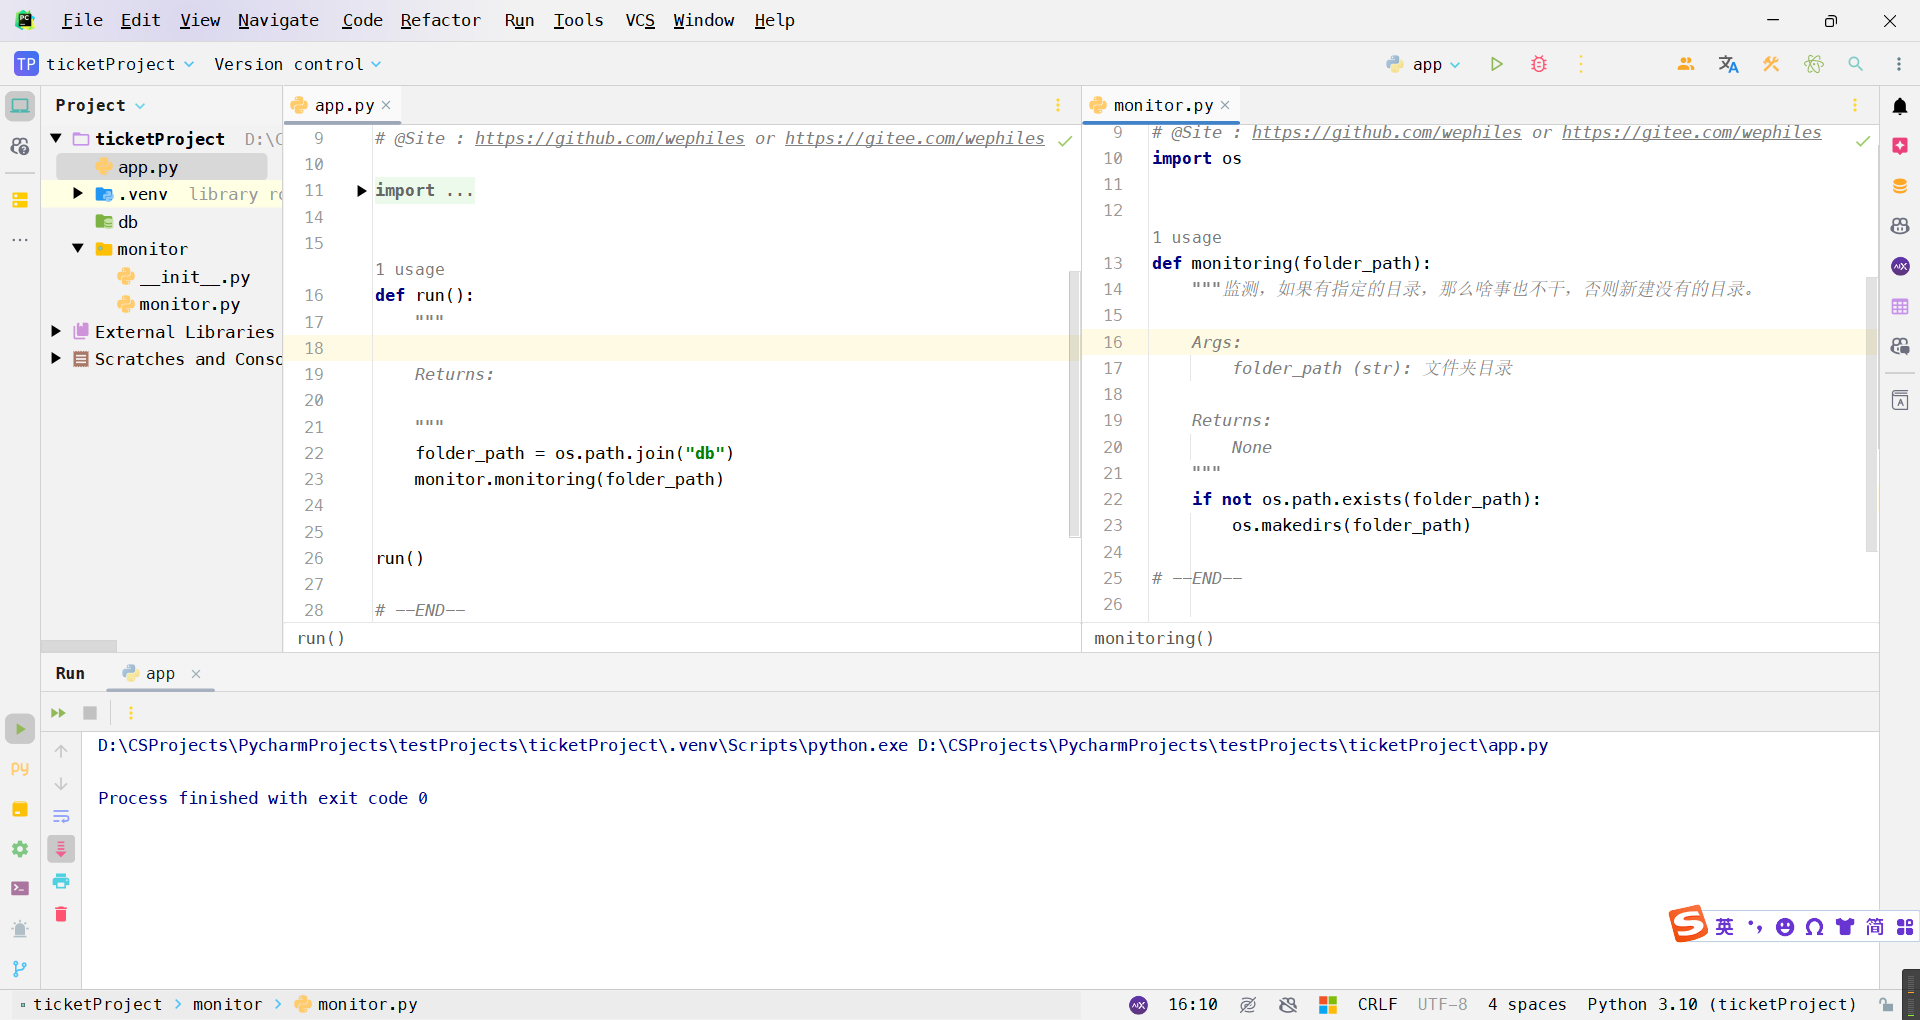 File Edit View Navigate Code Refactor Run Tools VCS Window Help
TP ticketProject Version control app
Project
ticketProject D:\C
app.py
.venv library ro
db
monitor
__init__.py
monitor.py
External Libraries
Scratches and Consc
app.py
9 # @Site : https://github.com/wephiles or https://gitee.com/wephiles
10
11 import ...
14
15
1 usage
16 def run():
17 """
18
19 Returns:
20
21 """
22 folder_path = os.path.join("db")
23 monitor.monitoring(folder_path)
24
25
26 run()
27
28 # --END--
run()
monitor.py
9 # @Site : https://github.com/wephiles or https://gitee.com/wephiles
10 import os
11
12
1 usage
13 def monitoring(folder_path):
14 """监测，如果有指定的目录，那么啥事也不干，否则新建没有的目录。
15
16 Args:
17 folder_path (str): 文件夹目录
18
19 Returns:
20 None
21 """
22 if not os.path.exists(folder_path):
23 os.makedirs(folder_path)
24
25 # --END--
26
monitoring()
Run app
D:\CSProjects\PycharmProjects\testProjects\ticketProject\.venv\Scripts\python.exe D:\CSProjects\PycharmProjects\testProjects\ticketProject\app.py
Process finished with exit code 0
英 简
ticketProject monitor monitor.py 16:10 CRLF UTF-8 4 spaces Python 3.10 (ticketProject)